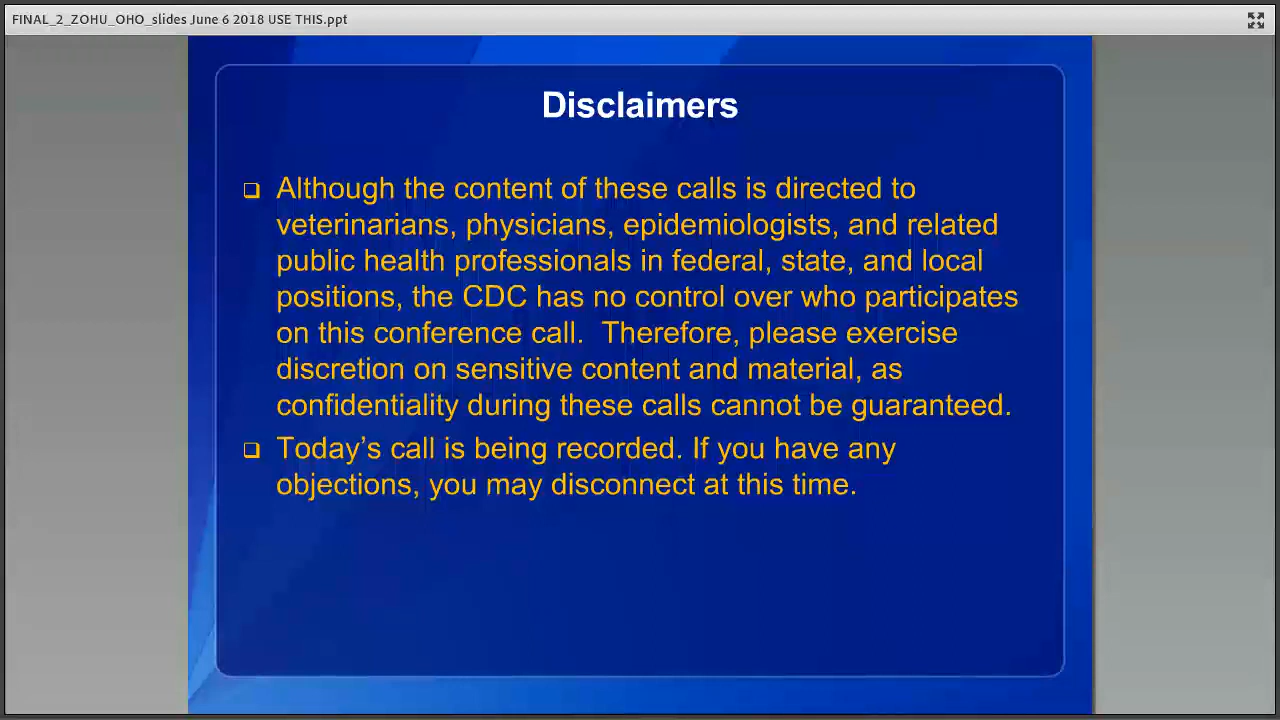 FINAL_2_ZOHU_OHO_slides June 6 2018 USE THIS.ppt
Disclaimers
Although the content of these calls is directed to
veterinarians, physicians, epidemiologists, and related
public health professionals in federal, state, and local
positions, the CDC has no control over who participates
on this conference call.  Therefore, please exercise
discretion on sensitive content and material, as
confidentiality during these calls cannot be guaranteed.
Today’s call is being recorded. If you have any
objections, you may disconnect at this time.